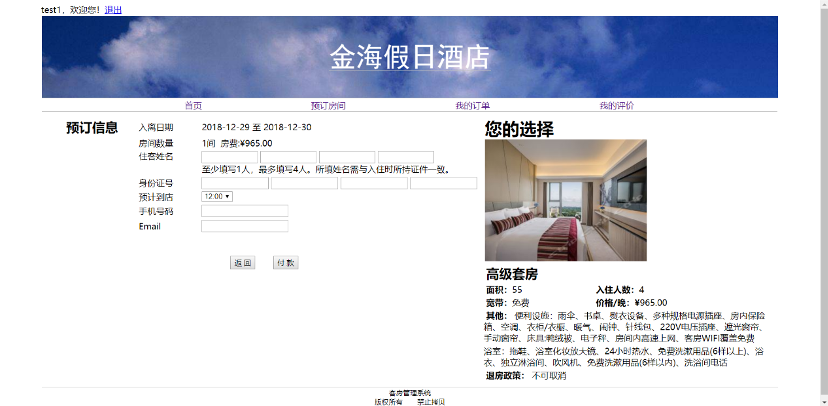 test1，欢迎您！退出
金海假日酒店
首页 预订房间 我的订单 我的评价
预订信息
入离日期 2018-12-29 至 2018-12-30
房间数量 1间 房费:¥965.00
住客姓名
至少填写1人，最多填写4人。所填姓名需与入住时所持证件一致。
身份证号
预计到店 12:00
手机号码
Email
返 回 付 款
您的选择
高级套房
面积：55 入住人数：4
宽带：免费 价格/晚：¥965.00
其他： 便利设施：雨伞、书桌、熨衣设备、多种规格电源插座、房内保险
箱、空调、衣柜/衣橱、暖气、闹钟、针线包、220V电压插座、遮光窗帘、
手动窗帘、床具:鸭绒被、电子秤、房间内高速上网、客房WIFI覆盖免费
浴室：拖鞋、浴室化妆放大镜、24小时热水、免费洗漱用品(6样以上)、浴
衣、独立淋浴间、吹风机、免费洗漱用品(6样以内)、洗浴间电话
退房政策： 不可取消
客房管理系统
版权所有 禁止拷贝